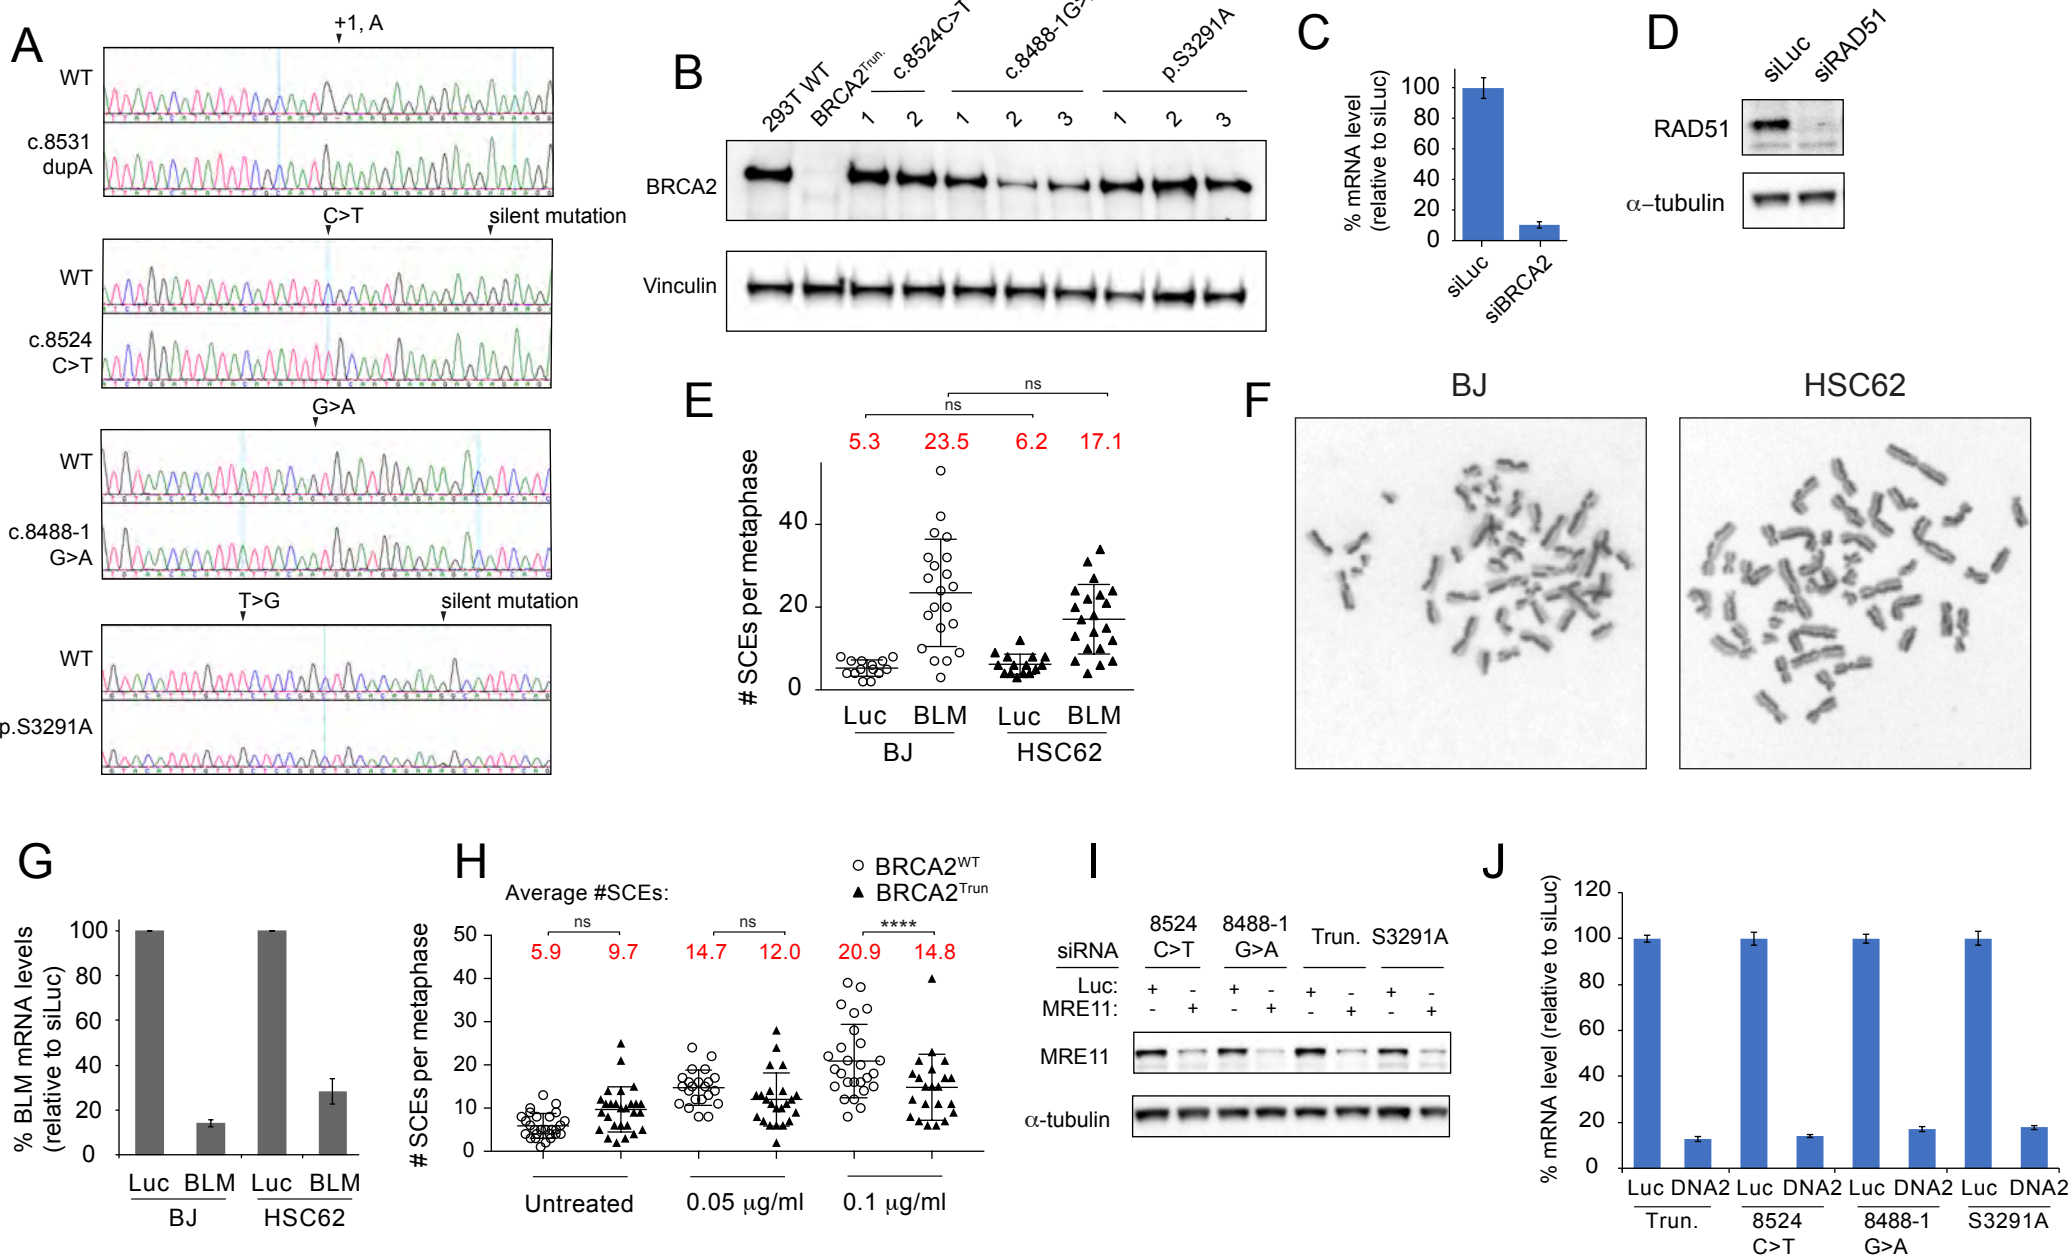 A
+1, A
WT
c.8531
dupA
C>T
silent mutation
WT
c.8524
C>T
G>A
WT
c.8488-1
G>A
T>G
silent mutation
WT
p.S3291A
B
293T WT
BRCA2Trun.
c.8524C>T
c.8488-1G>
p.S3291A
1 2 1 2 3 1 2 3
BRCA2
Vinculin
C
% mRNA level
(relative to siLuc)
100
80
60
40
20
0
siLuc
siBRCA2
D
siLuc
siRAD51
RAD51
α-tubulin
E
ns
ns
5.3 23.5 6.2 17.1
# SCEs per metaphase
40
20
0
Luc BLM Luc BLM
BJ HSC62
F
BJ
HSC62
G
% BLM mRNA levels
(relative to siLuc)
100
80
60
40
20
0
Luc BLM Luc BLM
BJ HSC62
H
BRCA2WT
BRCA2Trun
Average #SCEs:
ns ns ****
5.9 9.7 14.7 12.0 20.9 14.8
# SCEs per metaphase
50
40
30
20
10
0
Untreated 0.05 μg/ml 0.1 μg/ml
I
siRNA
8524
C>T
8488-1
G>A
Trun. S3291A
Luc: + - + - + - + -
MRE11: - + - + - + - +
MRE11
α-tubulin
J
% mRNA level (relative to siLuc)
120
100
80
60
40
20
0
Luc DNA2 Luc DNA2 Luc DNA2 Luc DNA2
Trun.
8524
C>T
8488-1
G>A
S3291A